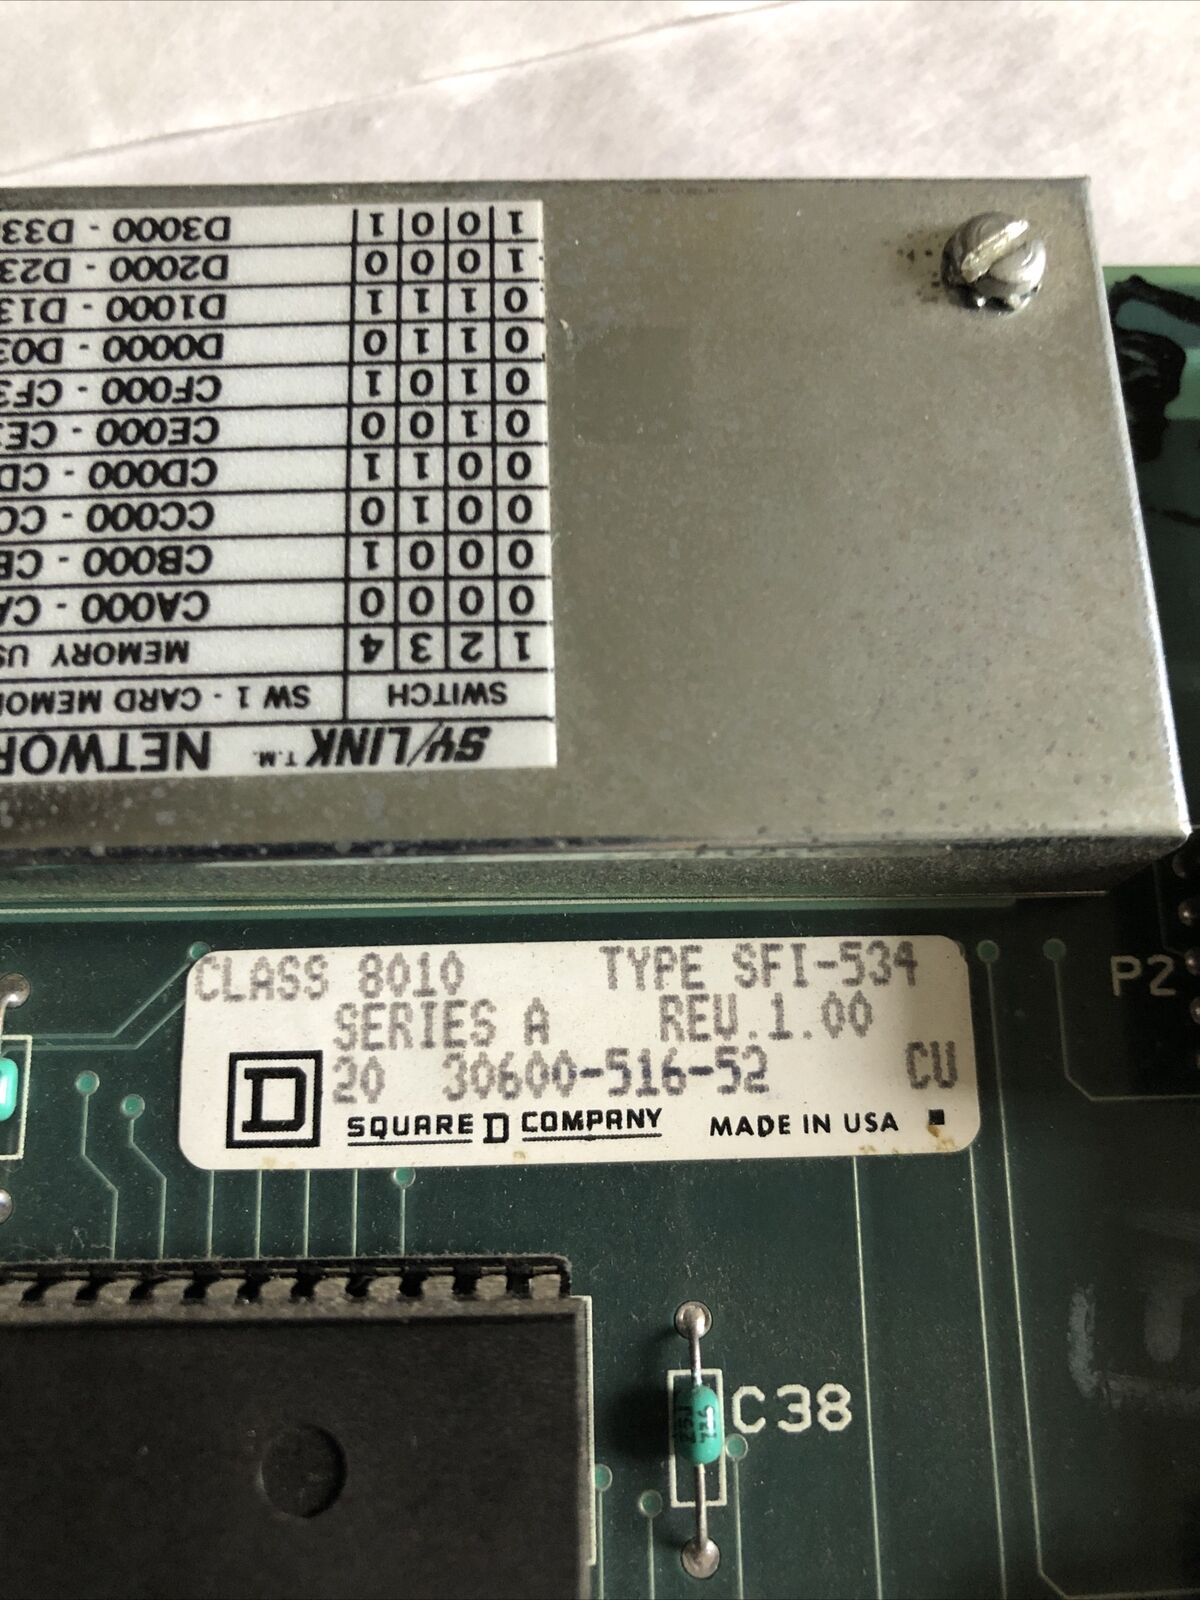 SY/LINK T.M. NETWOR
SWITCH SW 1 - CARD MEMOR
1 2 3 4 MEMORY US
0 0 0 0 CA000 - CA
0 0 0 1 CB000 - CB
0 0 1 0 CC000 - CC
0 0 1 1 CD000 - CD
0 1 0 0 CE000 - CE
0 1 0 1 CF000 - CF3
0 1 1 0 D0000 - D03
0 1 1 1 D1000 - D13
1 0 0 0 D2000 - D23
1 0 0 1 D3000 - D33
CLASS 8010 TYPE SFI-534
SERIES A REV.1.00
20 30600-516-52 CU
D SQUARE D COMPANY MADE IN USA
P2
C38